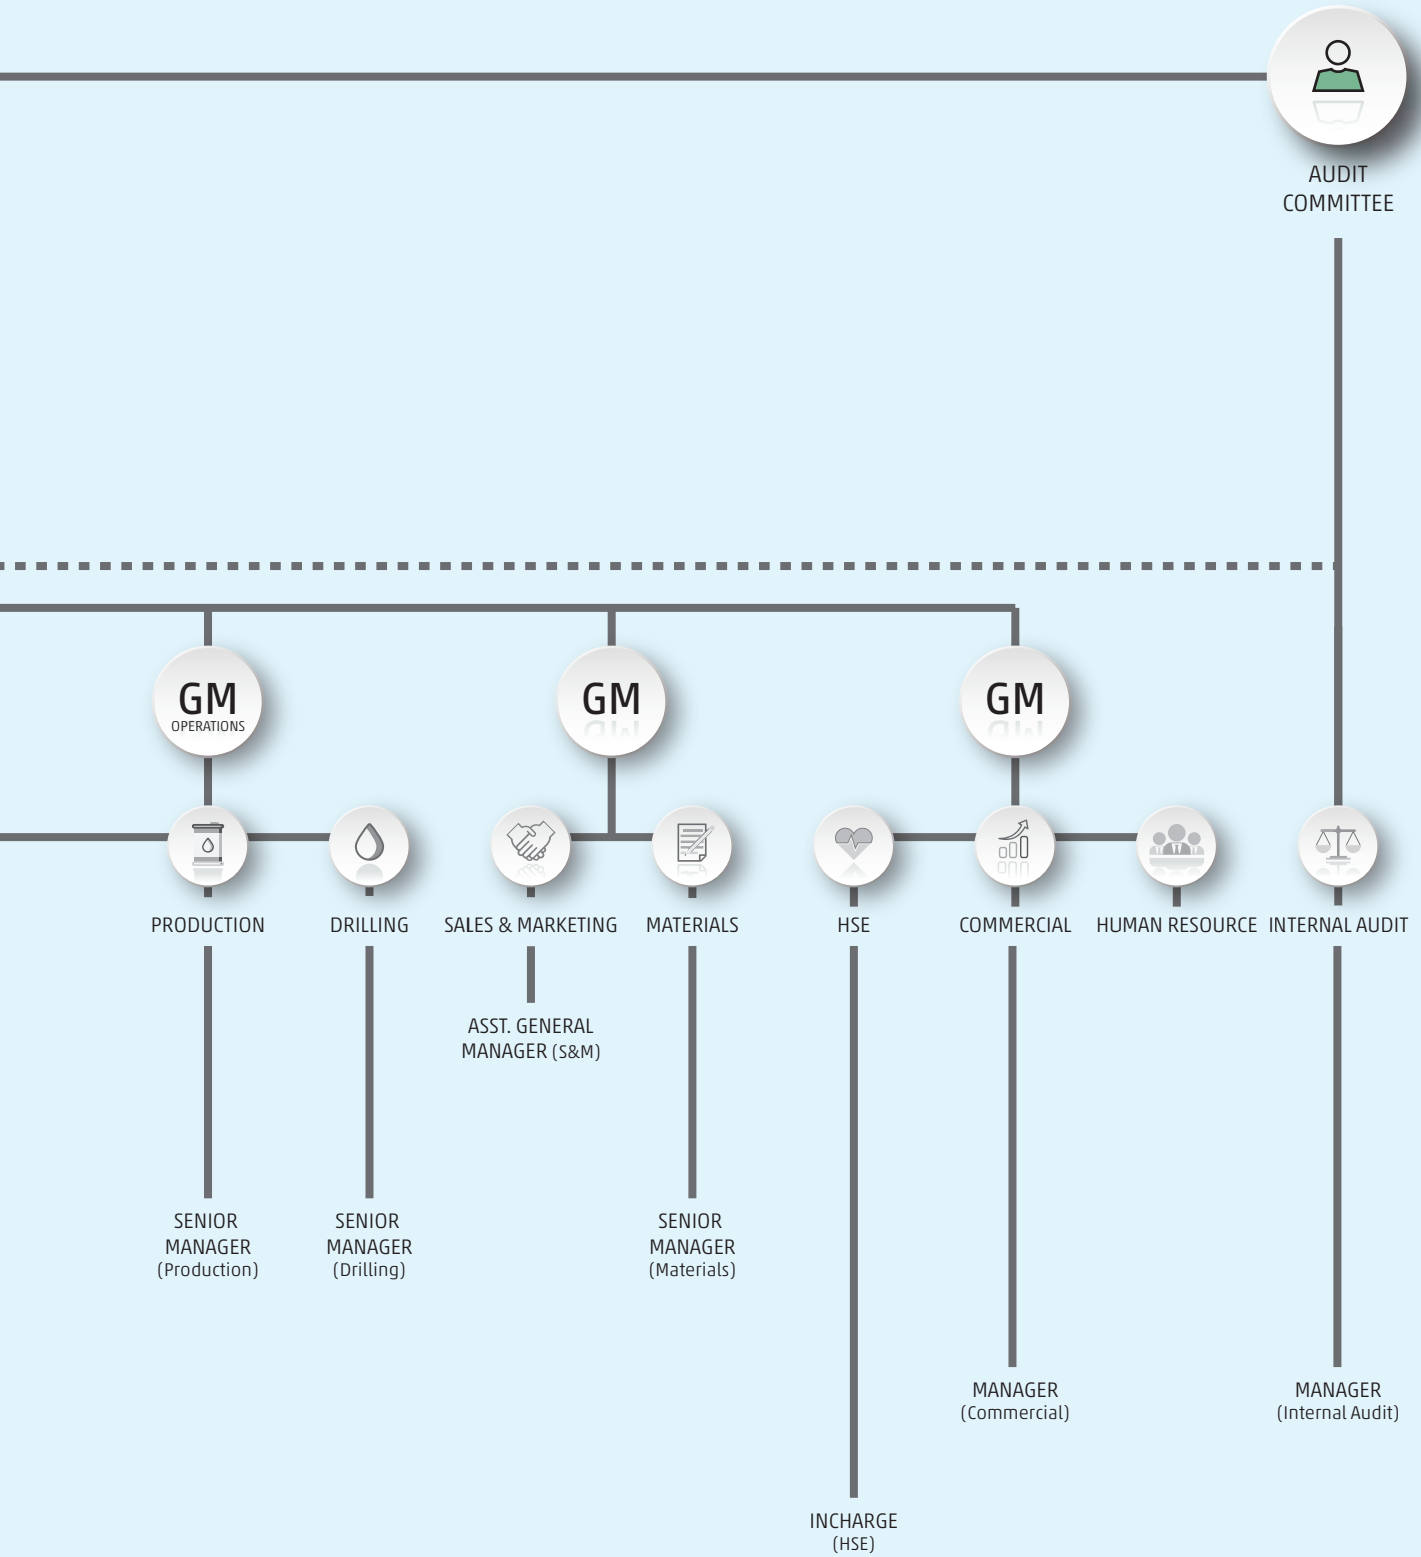 AUDIT
COMMITTEE
GM
OPERATIONS
GM
GM
PRODUCTION
DRILLING
SALES & MARKETING
MATERIALS
HSE
COMMERCIAL
HUMAN RESOURCE
INTERNAL AUDIT
ASST. GENERAL
MANAGER (S&M)
SENIOR
MANAGER
(Production)
SENIOR
MANAGER
(Drilling)
SENIOR
MANAGER
(Materials)
MANAGER
(Commercial)
MANAGER
(Internal Audit)
INCHARGE
(HSE)